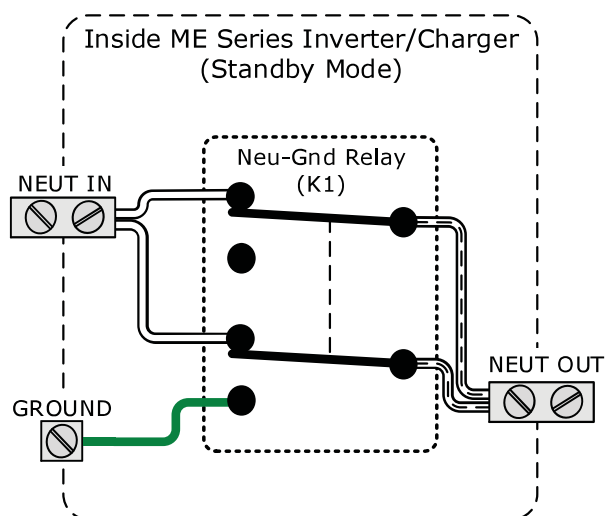 Inside ME Series Inverter/Charger
(Standby Mode)
Neu-Gnd Relay
(K1)
NEUT IN
NEUT OUT
GROUND